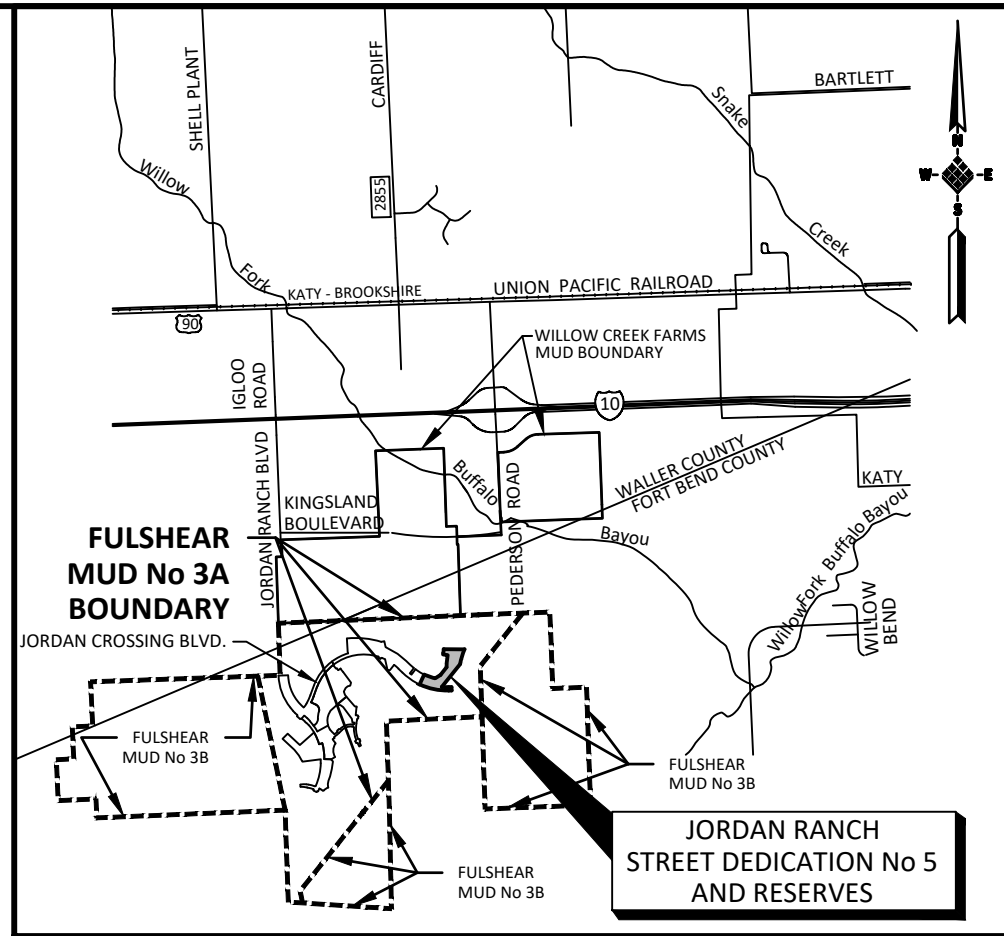 SHELL PLANT
CARDIFF
BARTLETT
Snake
Willow
2855
Creek
N
W
E
S
Fork
KATY - BROOKSHIRE
UNION PACIFIC RAILROAD
90
WILLOW CREEK FARMS
MUD BOUNDARY
IGLOO
ROAD
10
WALLER COUNTY
FORT BEND COUNTY
KATY
JORDAN RANCH BLVD
KINGSLAND
BOULEVARD
Buffalo
PEDERSON ROAD
Bayou
Willow Fork Buffalo Bayou
FULSHEAR
MUD No 3A
BOUNDARY
JORDAN CROSSING BLVD.
WILLOW
BEND
FULSHEAR
MUD No 3B
FULSHEAR
MUD No 3B
FULSHEAR
MUD No 3B
JORDAN RANCH
STREET DEDICATION No 5
AND RESERVES